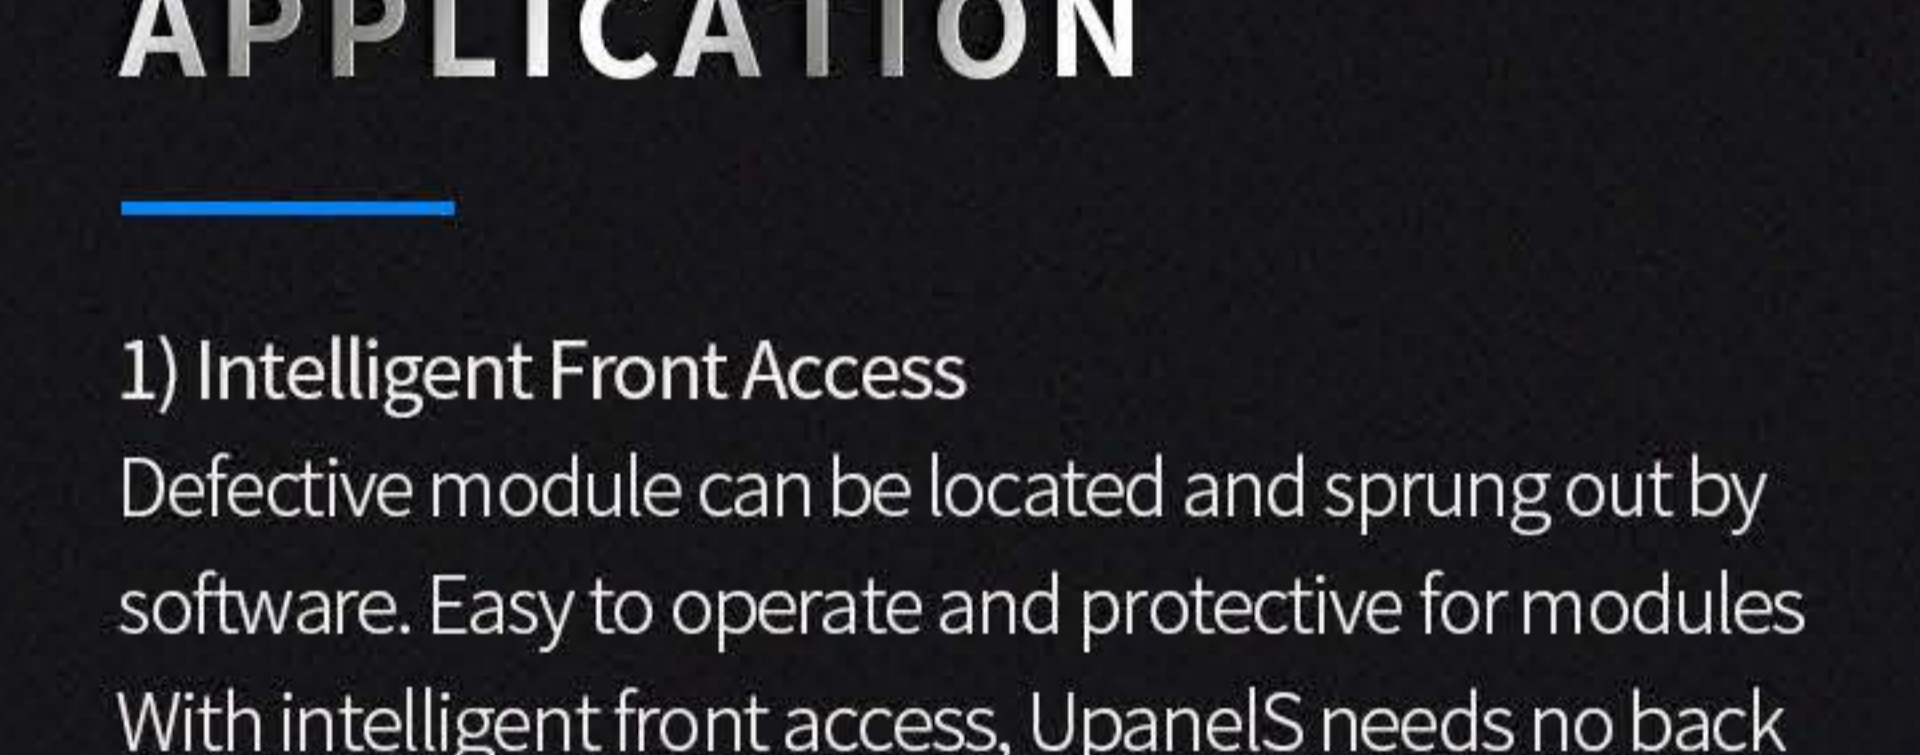 APPLICATION
1) Intelligent Front Access
Defective module can be located and sprung out by
software. Easy to operate and protective for modules
With intelligent front access, UpanelS needs no back